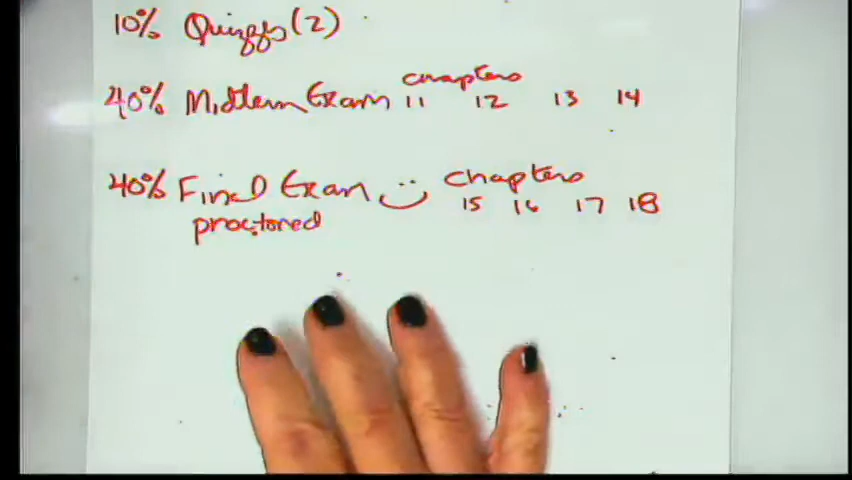 10% Quizzes (2)
40% Midterm Exam chapters 11 12 13 14
40% Final Exam chapters 15 16 17 18
proctored